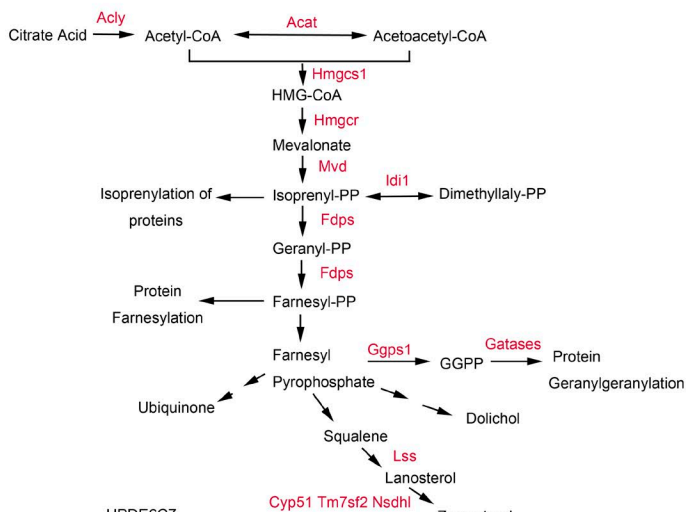 Acly
Acat
Citrate Acid
Acetyl-CoA
Acetoacetyl-CoA
Hmgcs1
HMG-CoA
Hmgcr
Mevalonate
Mvd
Idi1
Isoprenylation of
proteins
Isoprenyl-PP
Dimethyllaly-PP
Fdps
Geranyl-PP
Fdps
Protein
Farnesylation
Farnesyl-PP
Farnesyl
Pyrophosphate
Ggps1
GGPP
Gatases
Protein
Geranylgeranylation
Ubiquinone
Dolichol
Squalene
Lss
Lanosterol
Cyp51 Tm7sf2 Nsdhl